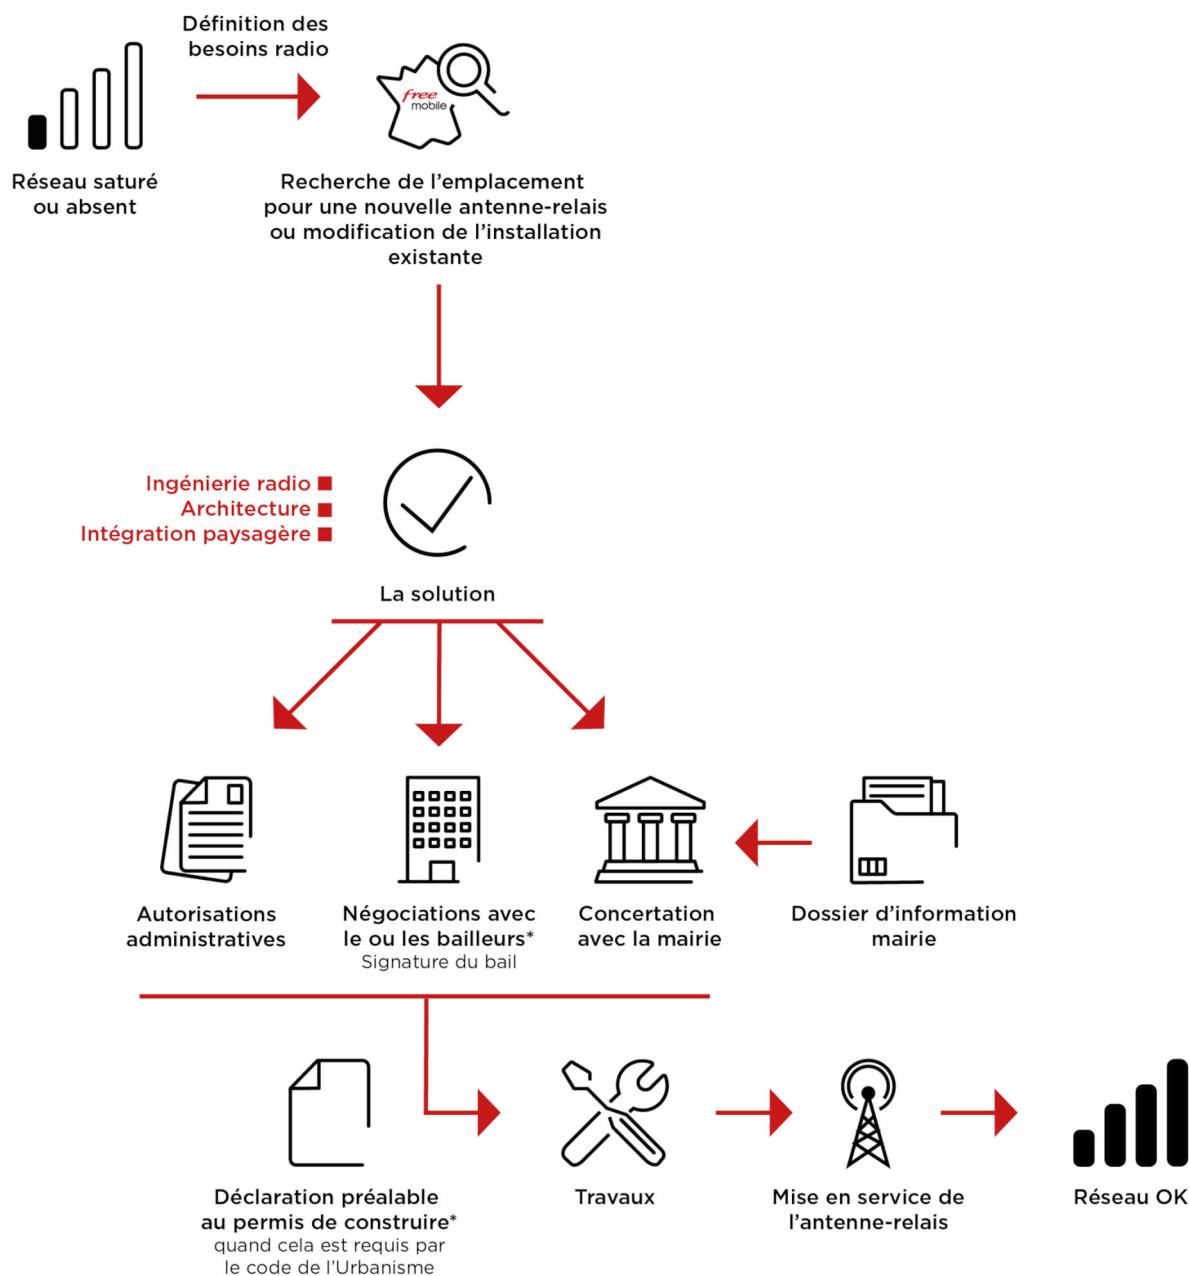 Définition des
besoins radio
free
mobile
Réseau saturé
ou absent
Recherche de l’emplacement
pour une nouvelle antenne-relais
ou modification de l’installation
existante
Ingénierie radio
Architecture
Intégration paysagère
La solution
Autorisations
administratives
Négociations avec
le ou les bailleurs*
Signature du bail
Concertation
avec la mairie
Dossier d’information
mairie
Déclaration préalable
au permis de construire*
quand cela est requis par
le code de l’Urbanisme
Travaux
Mise en service de
l’antenne-relais
Réseau OK